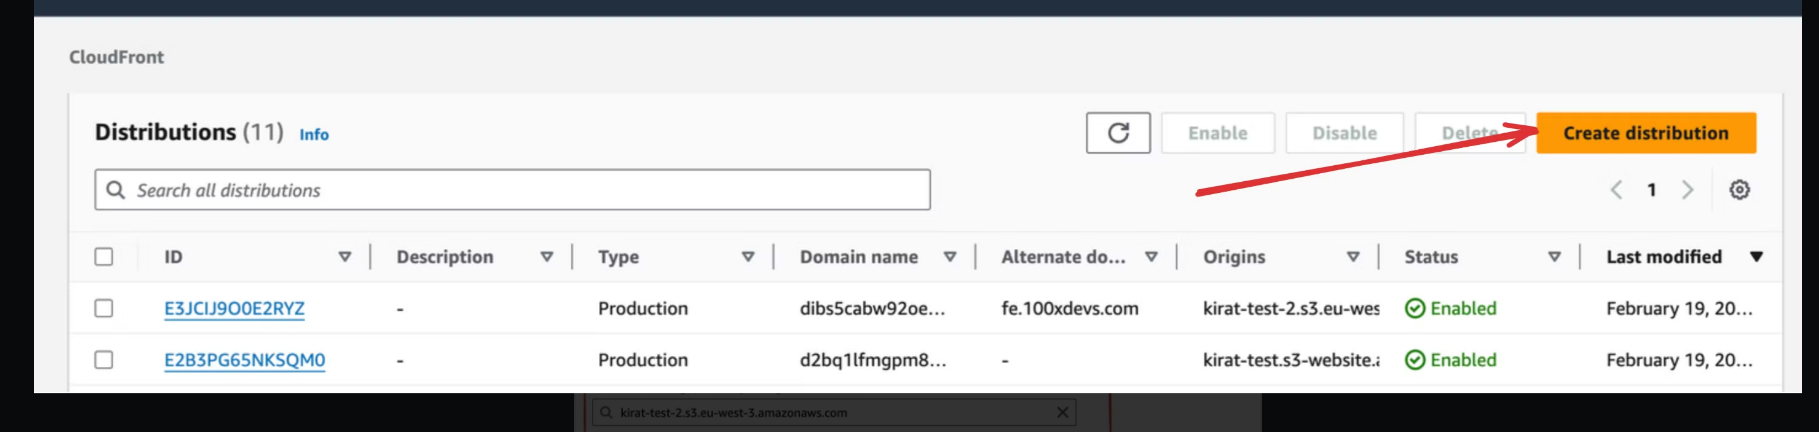 CloudFront
Distributions (11) Info
Enable Disable Delete Create distribution
Search all distributions
1
ID Description Type Domain name Alternate do... Origins Status Last modified
E3JCIJ9O0E2RYZ - Production dibs5cabw92oe... fe.100xdevs.com kirat-test-2.s3.eu-wes Enabled February 19, 20...
E2B3PG65NKSQM0 - Production d2bq1lfmgpm8... - kirat-test.s3-website.a Enabled February 19, 20...
kirat-test-2.s3.eu-west-3.amazonaws.com